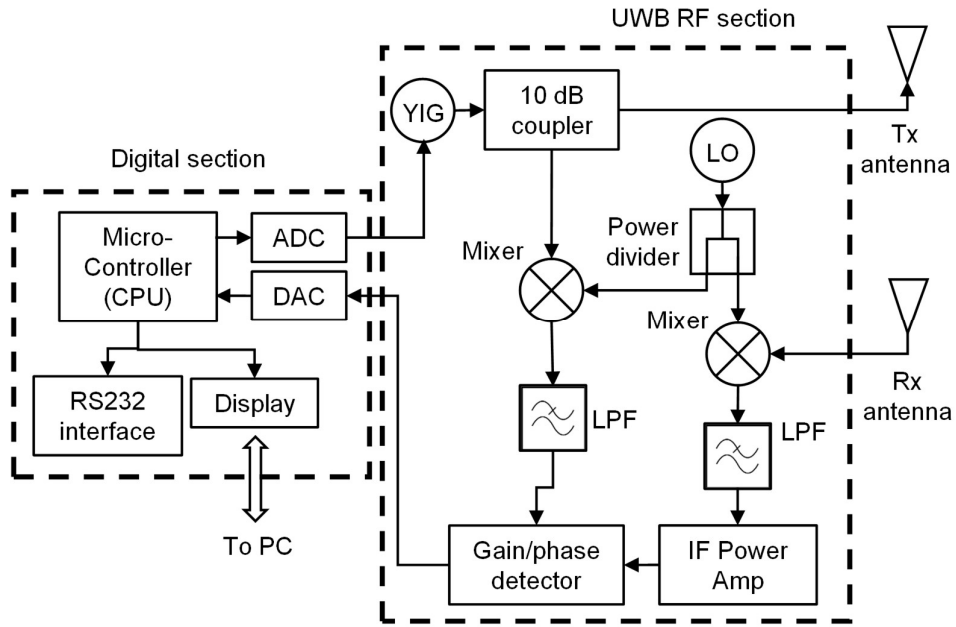 UWB RF section
YIG
10 dB
coupler
Tx
antenna
Digital section
LO
Micro-
Controller
(CPU)
ADC
DAC
Mixer
Power
divider
Mixer
Rx
antenna
RS232
interface
Display
LPF
LPF
To PC
Gain/phase
detector
IF Power
Amp